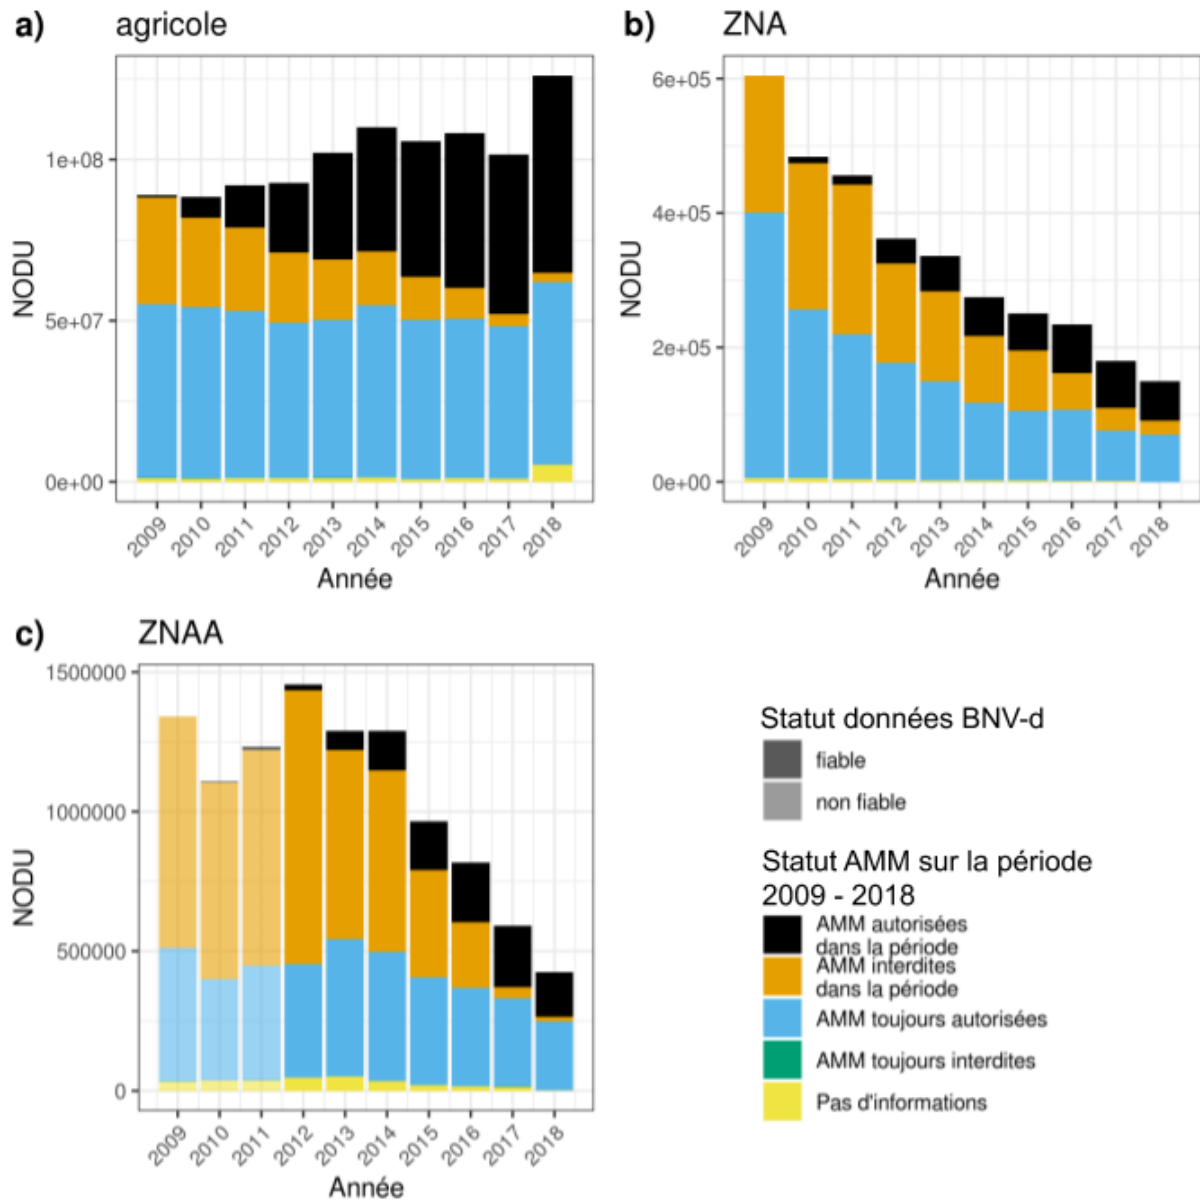 a) agricole
NODU
1e+08
5e+07
0e+00
2009 2010 2011 2012 2013 2014 2015 2016 2017 2018
Année
b) ZNA
NODU
6e+05
4e+05
2e+05
0e+00
2009 2010 2011 2012 2013 2014 2015 2016 2017 2018
Année
c) ZNAA
NODU
1500000
1000000
500000
0
2009 2010 2011 2012 2013 2014 2015 2016 2017 2018
Année
Statut données BNV-d
fiable
non fiable
Statut AMM sur la période
2009 - 2018
AMM autorisées
dans la période
AMM interdites
dans la période
AMM toujours autorisées
AMM toujours interdites
Pas d'informations